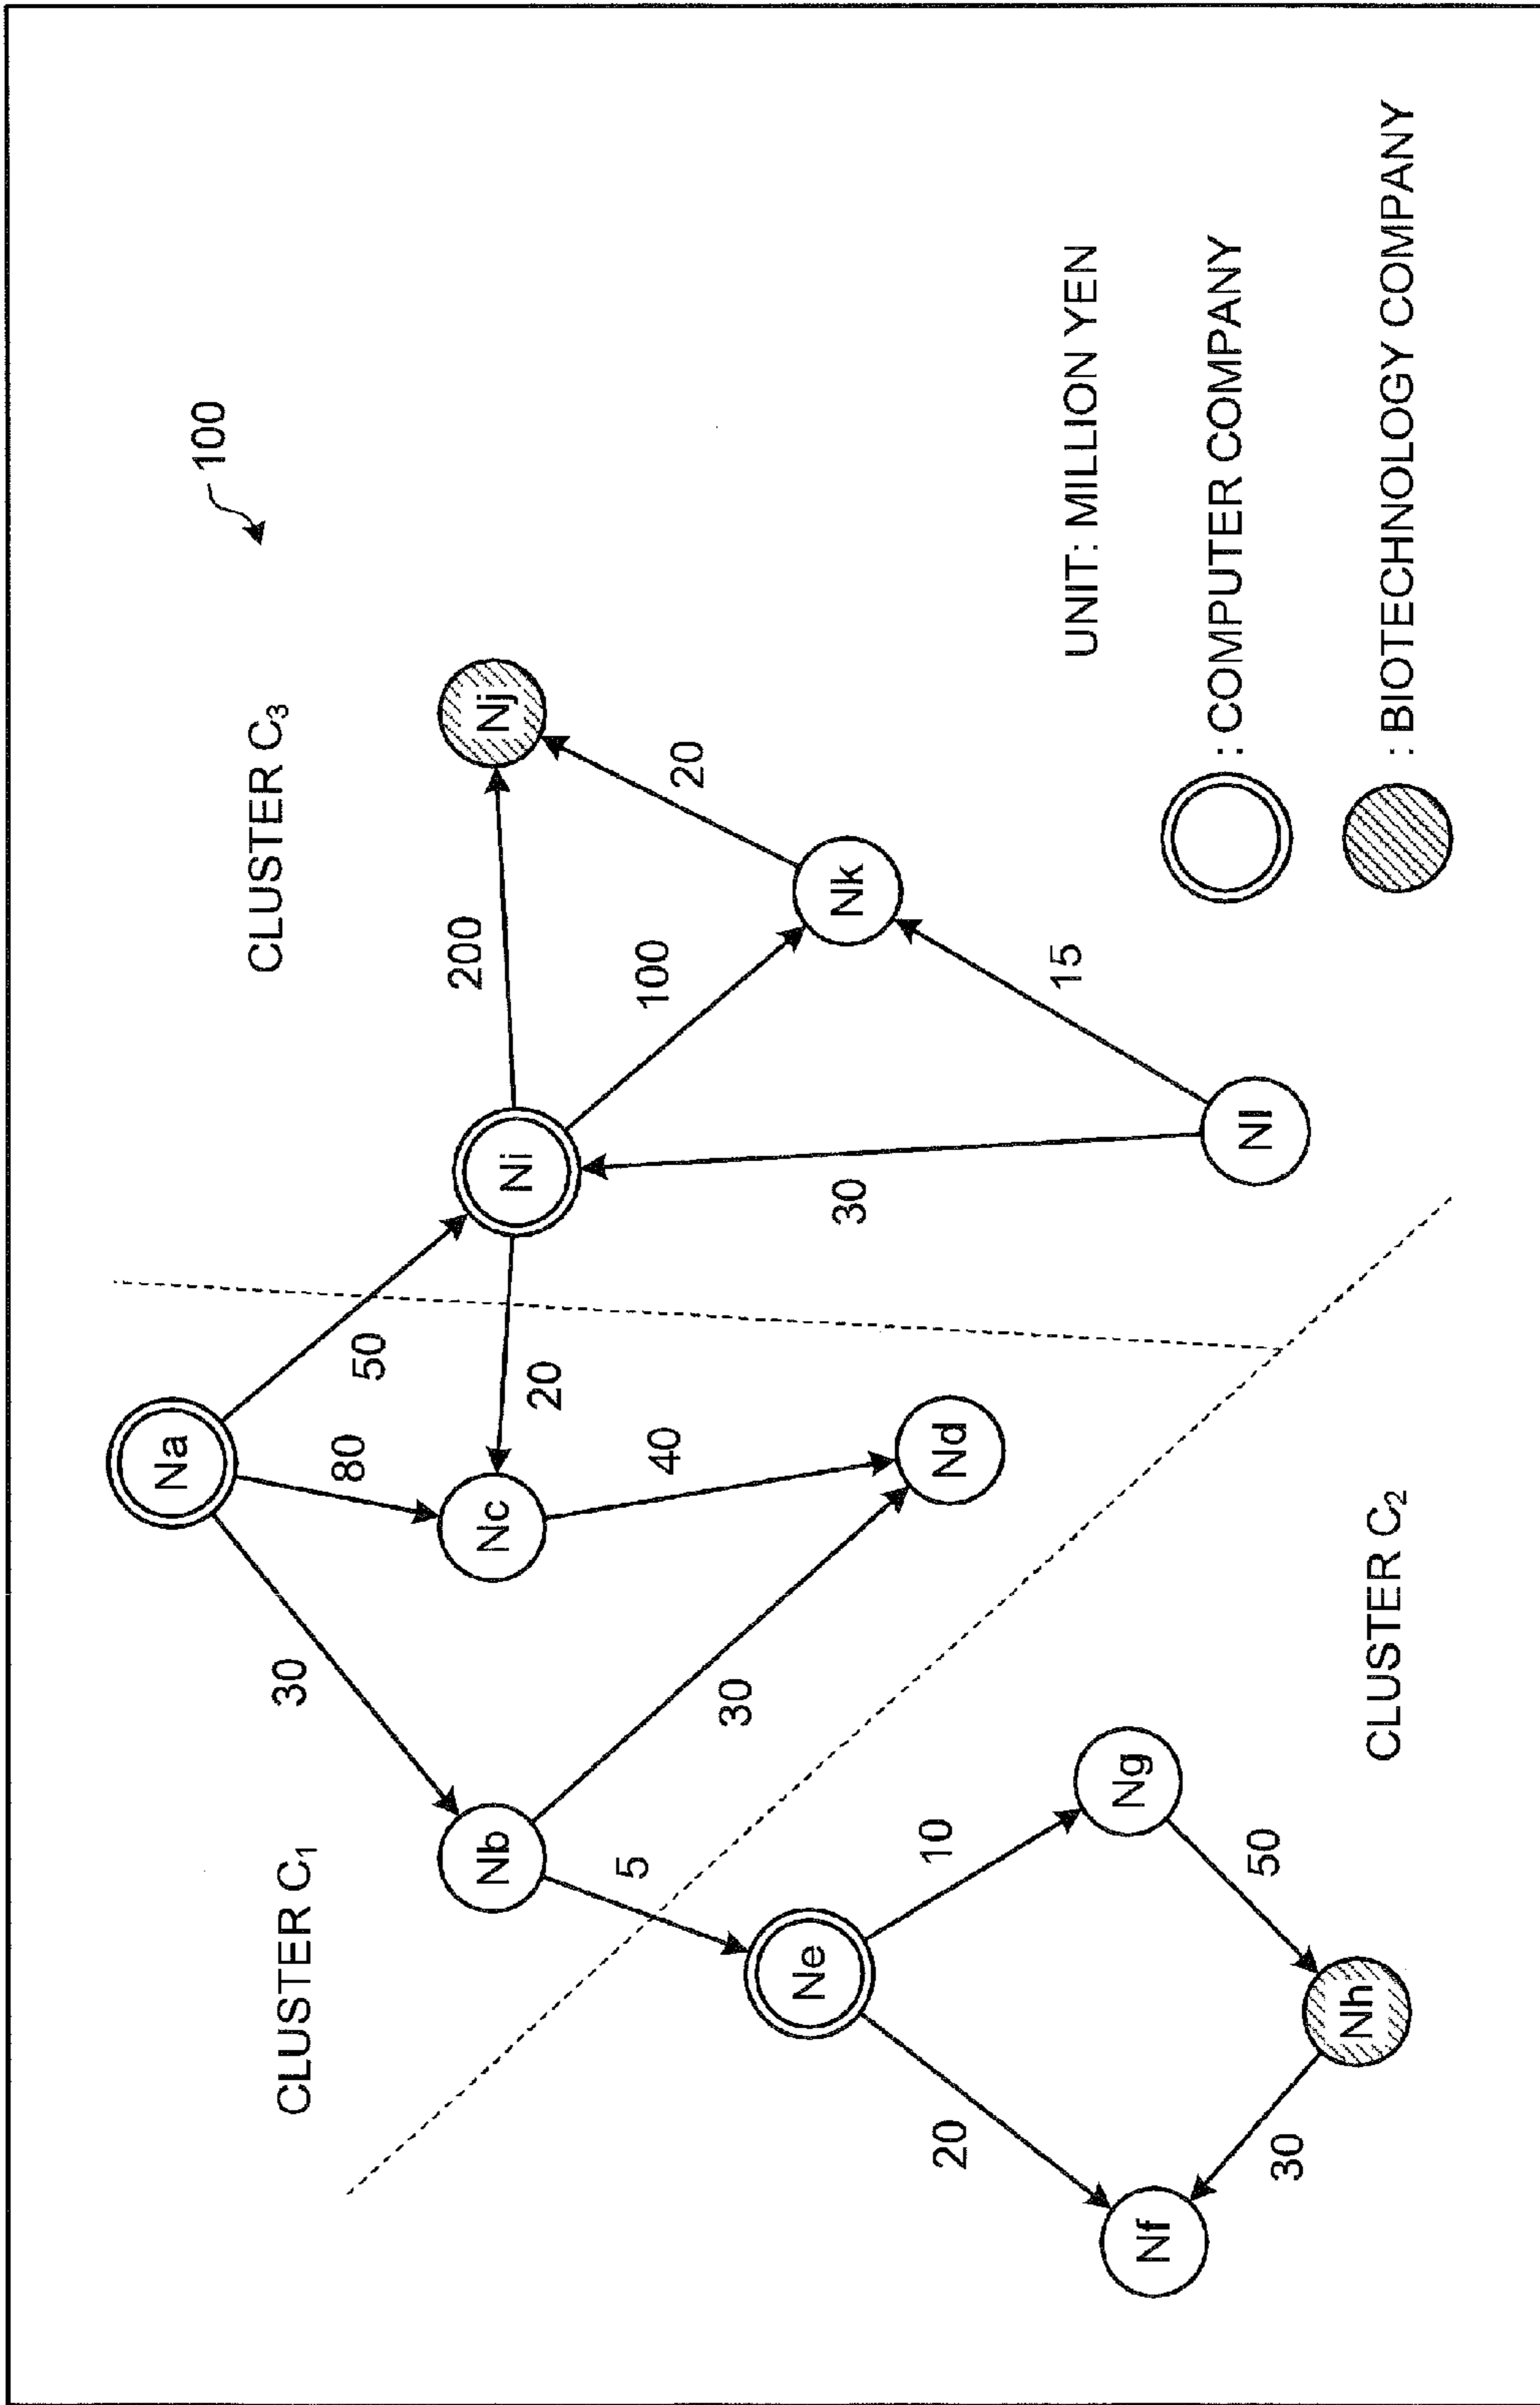 100
CLUSTER C1
CLUSTER C3
Na
30
80
50
Nb
Nc
Ni
Nj
20
200
5
40
100
20
30
30
Ne
Nd
Nk
10
15
20
Nf
Ng
Nl
50
30
Nh
CLUSTER C2
UNIT: MILLION YEN
: COMPUTER COMPANY
: BIOTECHNOLOGY COMPANY